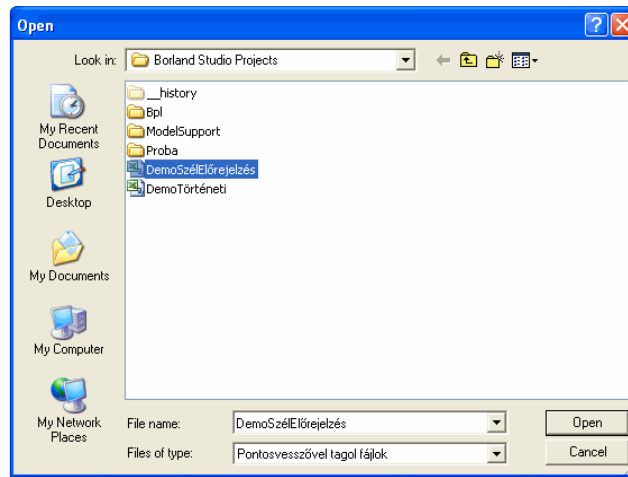 Open
Look in:
Borland Studio Projects
My Recent
Documents
Desktop
My Documents
My Computer
My Network
Places
__history
Bpl
ModelSupport
Proba
DemoSzélElőrejelzés
DemoTörténeti
File name:
DemoSzélElőrejelzés
Open
Files of type:
Pontosvesszővel tagol fájlok
Cancel